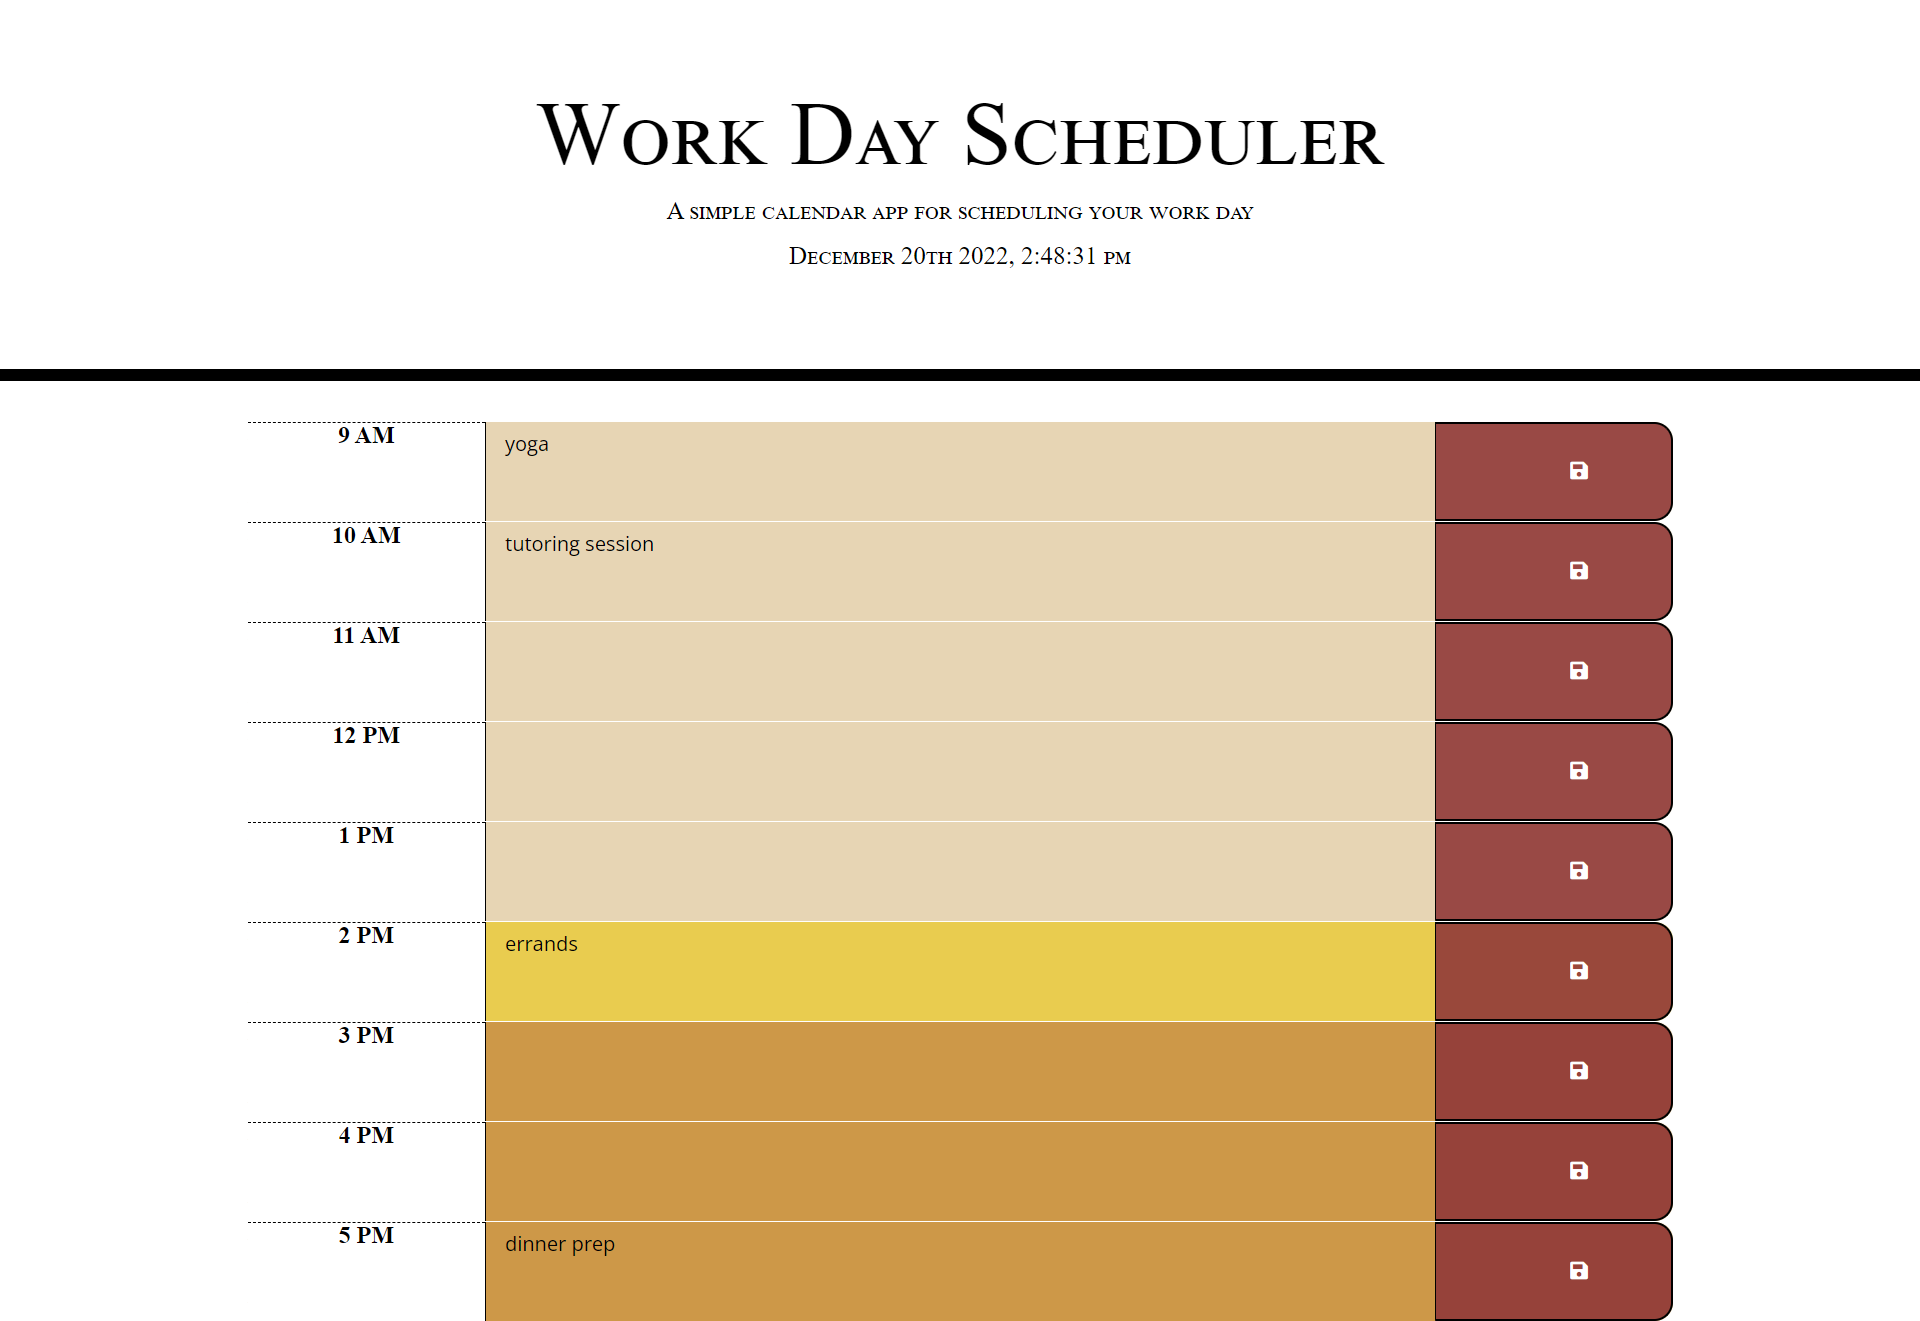 Work Day Scheduler
A simple calendar app for scheduling your work day
December 20th 2022, 2:48:31 pm
9 AM yoga
10 AM tutoring session
11 AM
12 PM
1 PM
2 PM errands
3 PM
4 PM
5 PM dinner prep